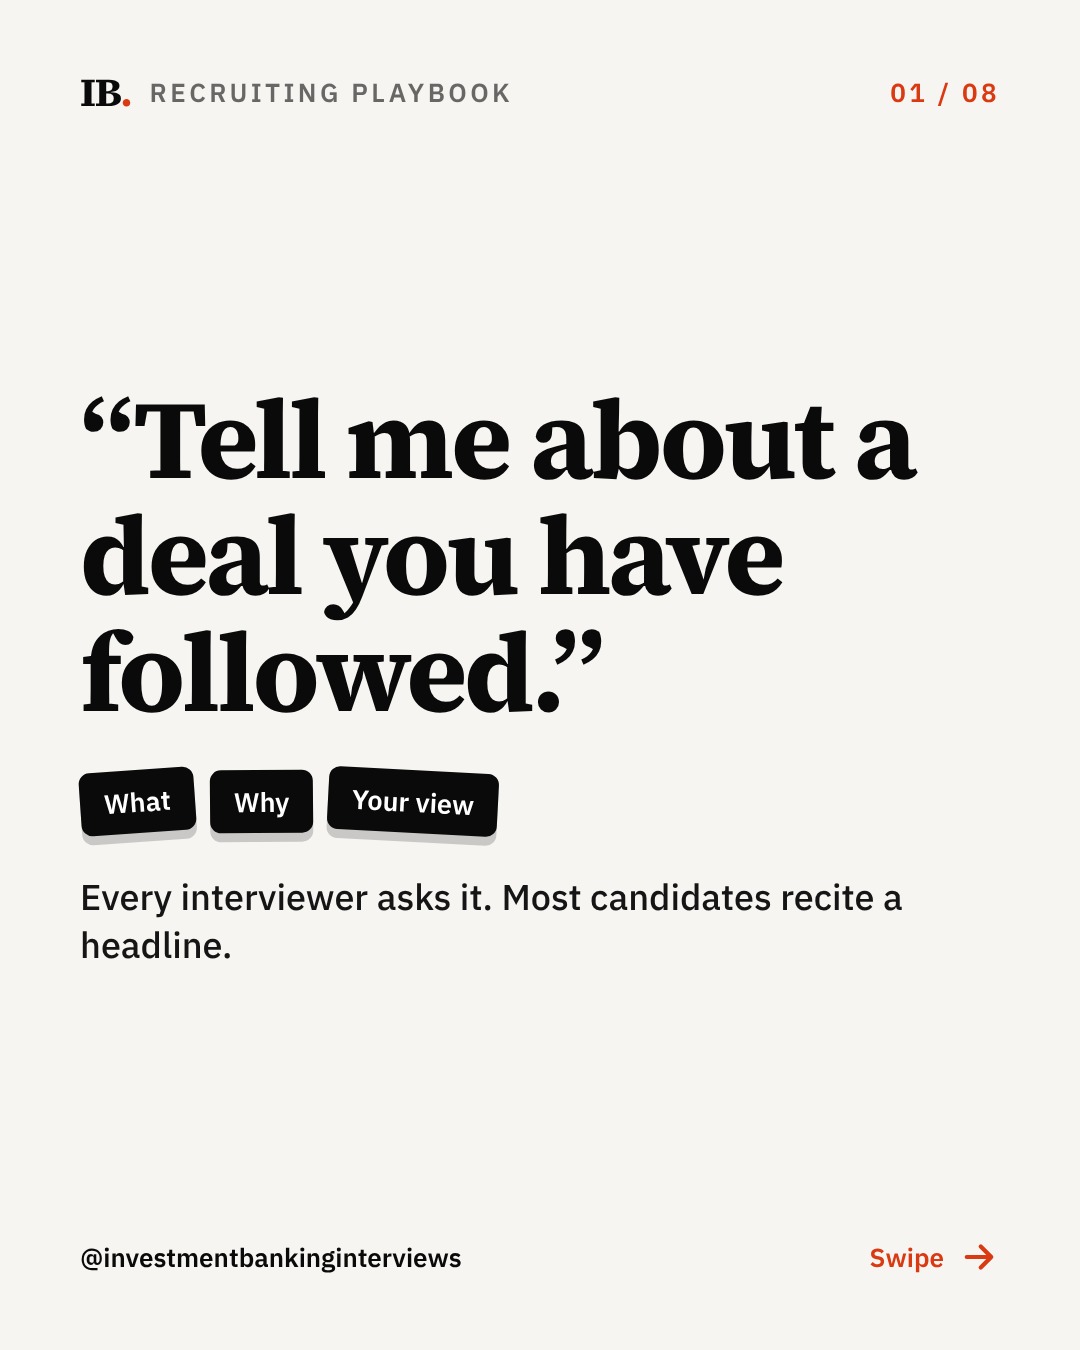 IB. RECRUITING PLAYBOOK
01 / 08
“Tell me about a
deal you have
followed.”
What Why Your view
Every interviewer asks it. Most candidates recite a
headline.
@investmentbankinginterviews
Swipe →